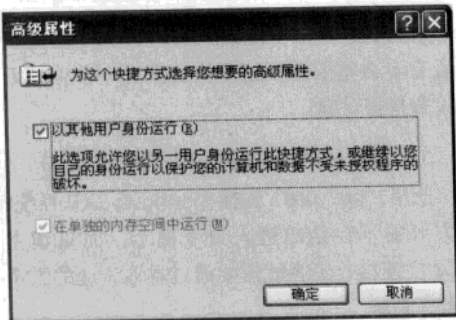 高级属性
为这个快捷方式选择您想要的高级属性。
以其他用户身份运行(R)
此选项允许您以另一用户身份运行此快捷方式，或继续以您
自己的身份运行以保护您的计算机和数据不受未授权程序的
破坏。
在单独的内存空间中运行(M)
确定 取消